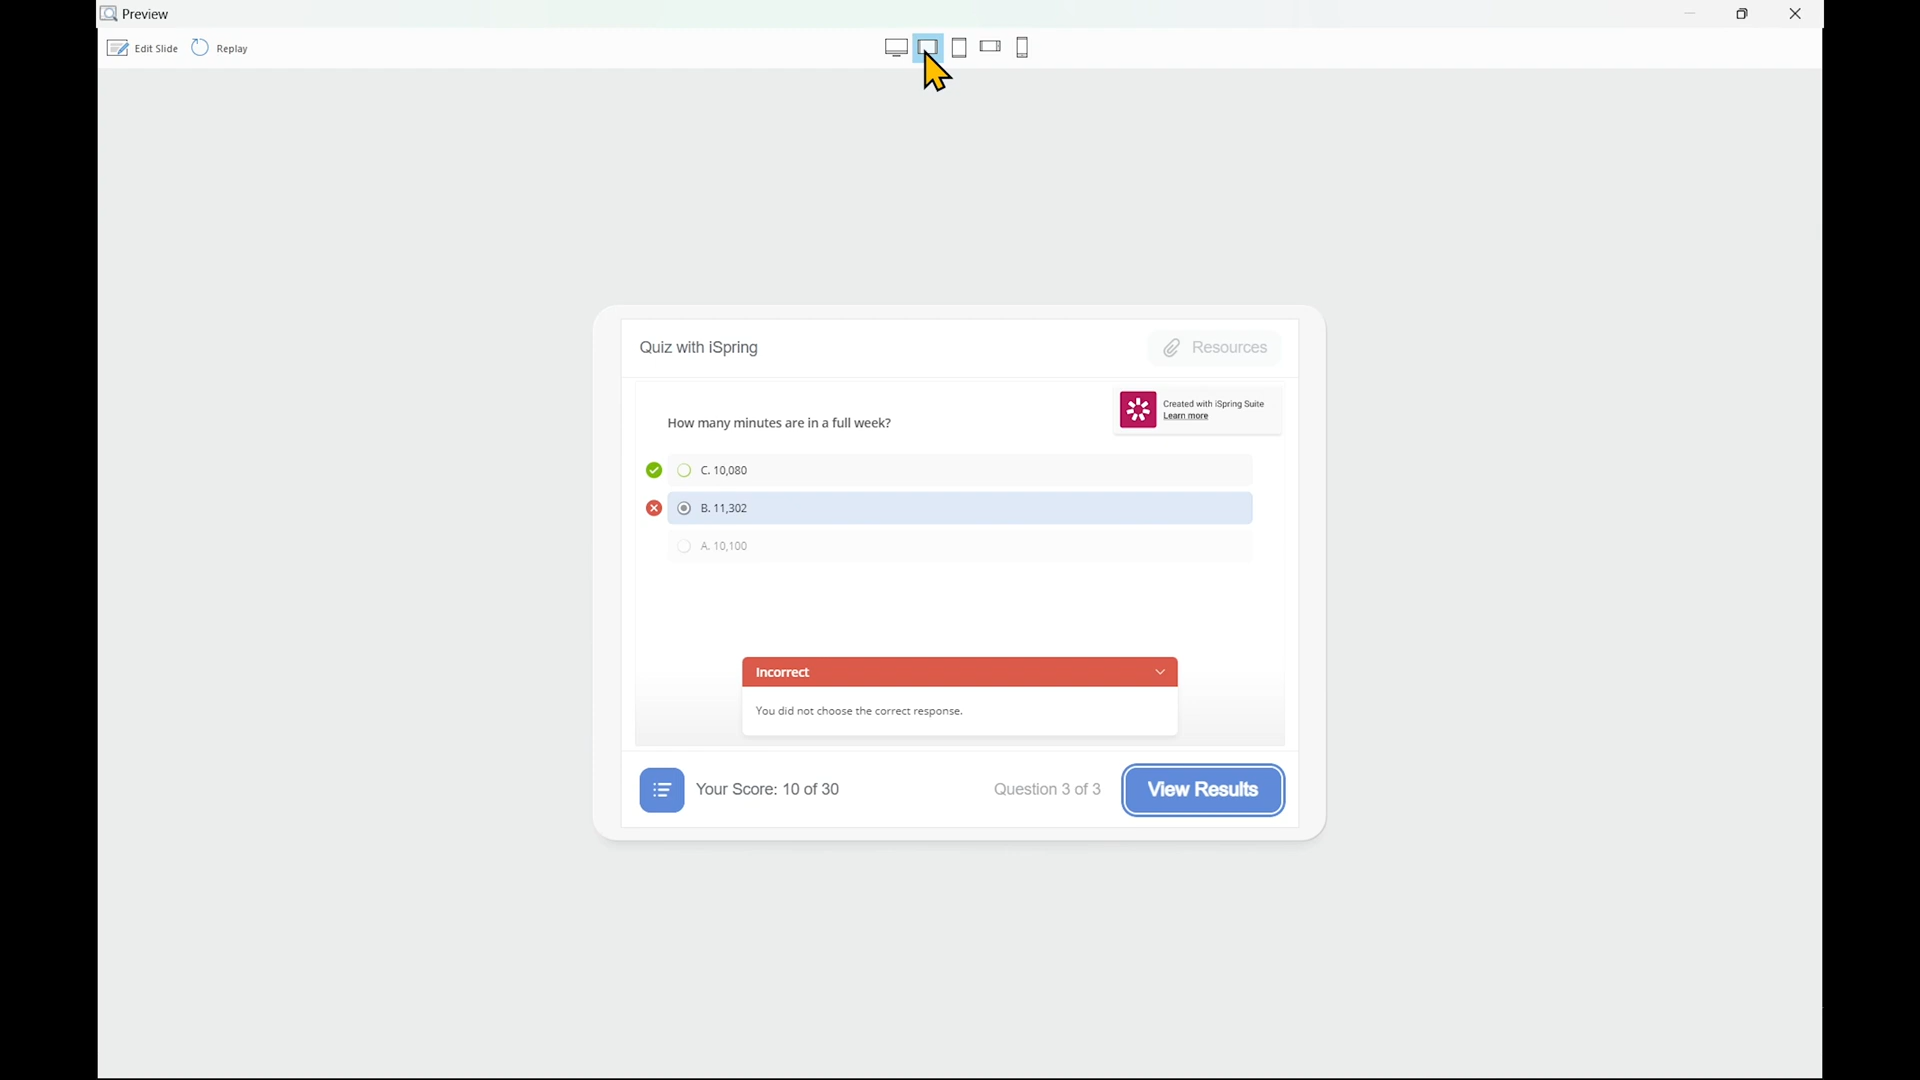 Preview
Edit Slide
Replay
Quiz with iSpring
Resources
Created with iSpring Suite
Learn more
How many minutes are in a full week?
C. 10,080
B. 11,302
A. 10,100
Incorrect
You did not choose the correct response.
Your Score: 10 of 30
Question 3 of 3
View Results